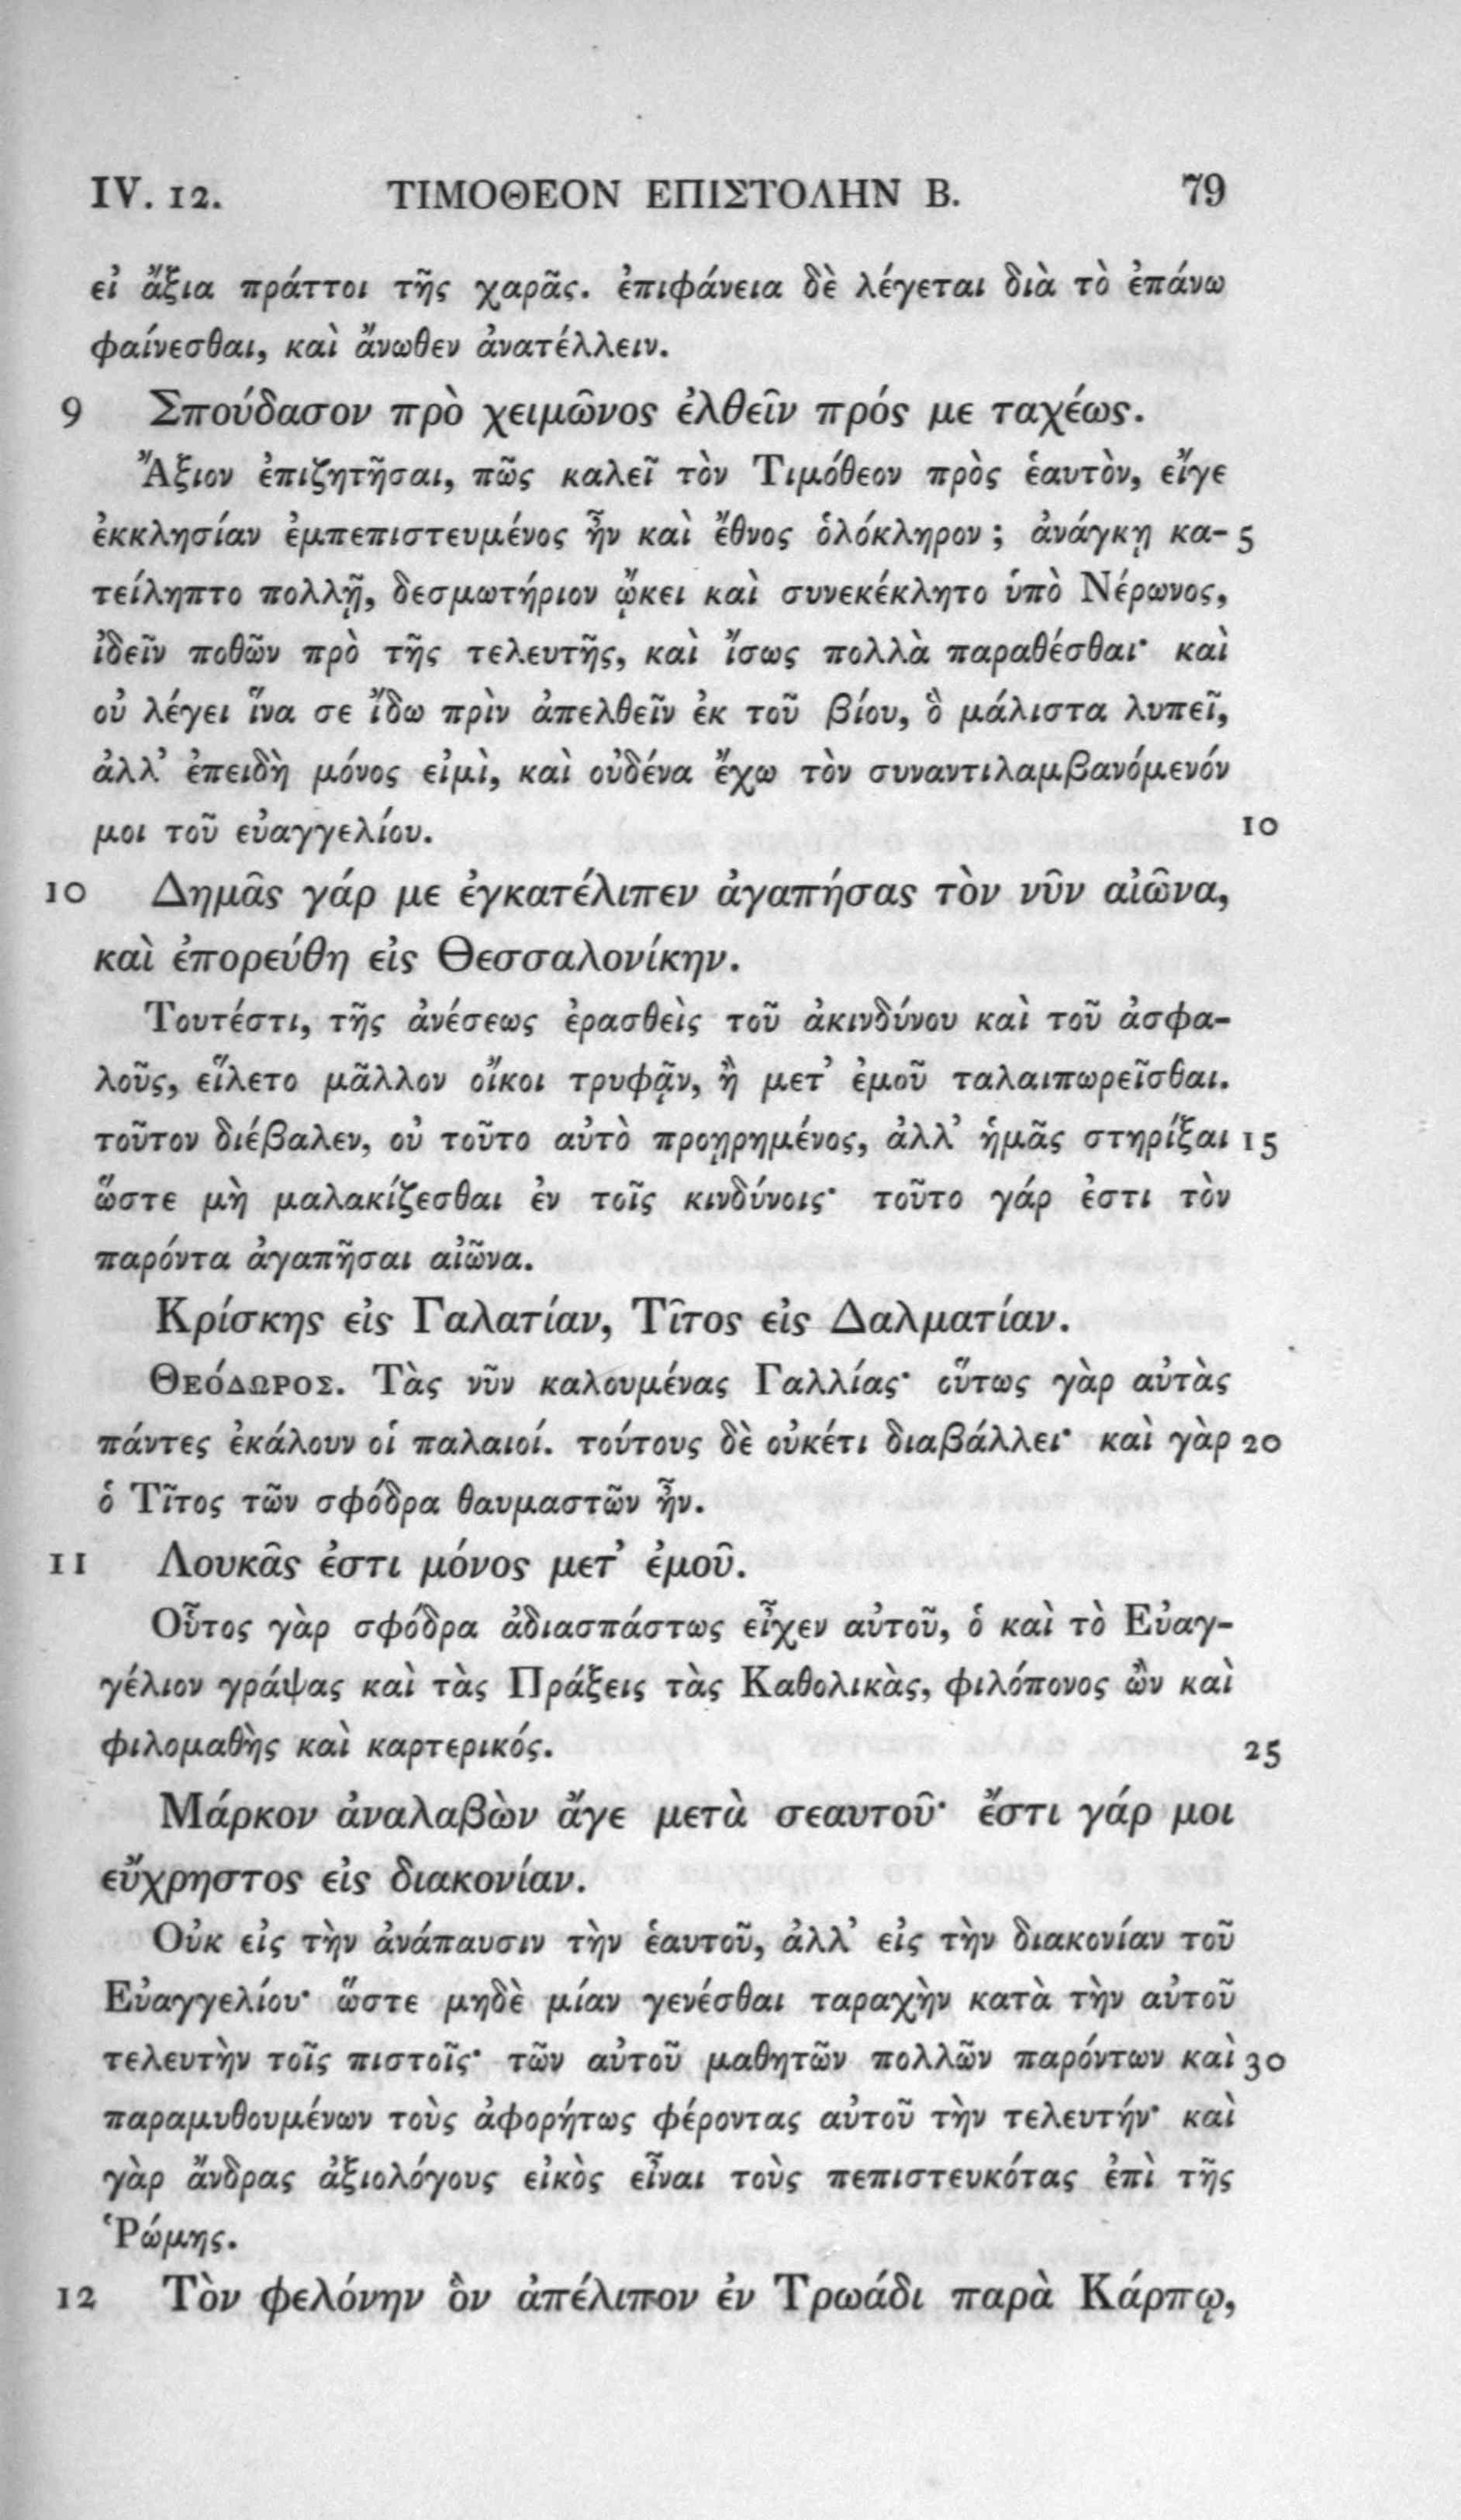 IV. 12. ΤΙΜΟΘΕΟΝ ΕΠΙΣΤΟΛΗΝ Β. 79
εἰ ἄξια πράττοι τῆς χαρᾶς. ἐπιφάνεια δὲ λέγεται διὰ τὸ ἐπάνω
φαίνεσθαι, καὶ ἄνωθεν ἀνατέλλειν.
9 Σπούδασον πρὸ χειμῶνος ἐλθεῖν πρός με ταχέως.
Ἄξιον ἐπιζητῆσαι, πῶς καλεῖ τὸν Τιμόθεον πρὸς ἑαυτὸν, εἴγε
ἐκκλησίαν ἐμπεπιστευμένος ἦν καὶ ἔθνος ὁλόκληρον ; ἀνάγκῃ κα- 5
τείληπτο πολλῇ, δεσμωτήριον ᾤκει καὶ συνεκέκλητο ὑπὸ Νέρωνος,
ἰδεῖν ποθῶν πρὸ τῆς τελευτῆς, καὶ ἴσως πολλὰ παραθέσθαι· καὶ
οὐ λέγει ἵνα σε ἴδω πρὶν ἀπελθεῖν ἐκ τοῦ βίου, ὃ μάλιστα λυπεῖ,
ἀλλ’ ἐπειδὴ μόνος εἰμὶ, καὶ οὐδένα ἔχω τὸν συναντιλαμβανόμενόν
μοι τοῦ εὐαγγελίου. 10
10 Δημᾶς γάρ με ἐγκατέλιπεν ἀγαπήσας τὸν νῦν αἰῶνα,
καὶ ἐπορεύθη εἰς Θεσσαλονίκην.
Τουτέστι, τῆς ἀνέσεως ἐρασθεὶς τοῦ ἀκινδύνου καὶ τοῦ ἀσφα-
λοῦς, εἵλετο μᾶλλον οἴκοι τρυφᾷν, ἢ μετ’ ἐμοῦ ταλαιπωρεῖσθαι.
τοῦτον διέβαλεν, οὐ τοῦτο αὐτὸ προῃρημένος, ἀλλ’ ἡμᾶς στηρίξαι 15
ὥστε μὴ μαλακίζεσθαι ἐν τοῖς κινδύνοις· τοῦτο γάρ ἐστι τὸν
παρόντα ἀγαπῆσαι αἰῶνα.
Κρίσκης εἰς Γαλατίαν, Τῖτος εἰς Δαλματίαν.
ΘΕόΔΩΡΟΣ. Τὰς νῦν καλουμένας Γαλλίας· οὕτως γὰρ αὐτὰς
πάντες ἐκάλουν οἱ παλαιοί. τούτους δὲ οὐκέτι διαβάλλει· καὶ γὰρ 20
ὁ Τῖτος τῶν σφόδρα θαυμαστῶν ἦν.
11 Λουκᾶς ἐστι μόνος μετ’ ἐμοῦ.
Οὗτος γὰρ σφόδρα ἀδιασπάστως εἶχεν αὐτοῦ, ὁ καὶ τὸ Εὐαγ-
γέλιον γράψας καὶ τὰς Πράξεις τὰς Καθολικὰς, φιλόπονος ὢν καὶ
φιλομαθὴς καὶ καρτερικός. 25
Μάρκον ἀναλαβὼν ἄγε μετὰ σεαυτοῦ· ἔστι γάρ μοι
εὔχρηστος εἰς διακονίαν.
Οὐκ εἰς τὴν ἀνάπαυσιν τὴν ἑαυτοῦ, ἀλλ’ εἰς τὴν διακονίαν τοῦ
Εὐαγγελίου· ὥστε μηδὲ μίαν γενέσθαι ταραχὴν κατὰ τὴν αὐτοῦ
τελευτὴν τοῖς πιστοῖς· τῶν αὐτοῦ μαθητῶν πολλῶν παρόντων καὶ 30
παραμυθουμένων τοὺς ἀφορήτως φέροντας αὐτοῦ τὴν τελευτήν· καὶ
γὰρ ἄνδρας ἀξιολόγους εἰκὸς εἶναι τοὺς πεπιστευκότας ἐπὶ τῆς
Ῥώμης.
12 Τὸν φελόνην ὃν ἀπέλιπον ἐν Τρωάδι παρὰ Κάρπῳ,